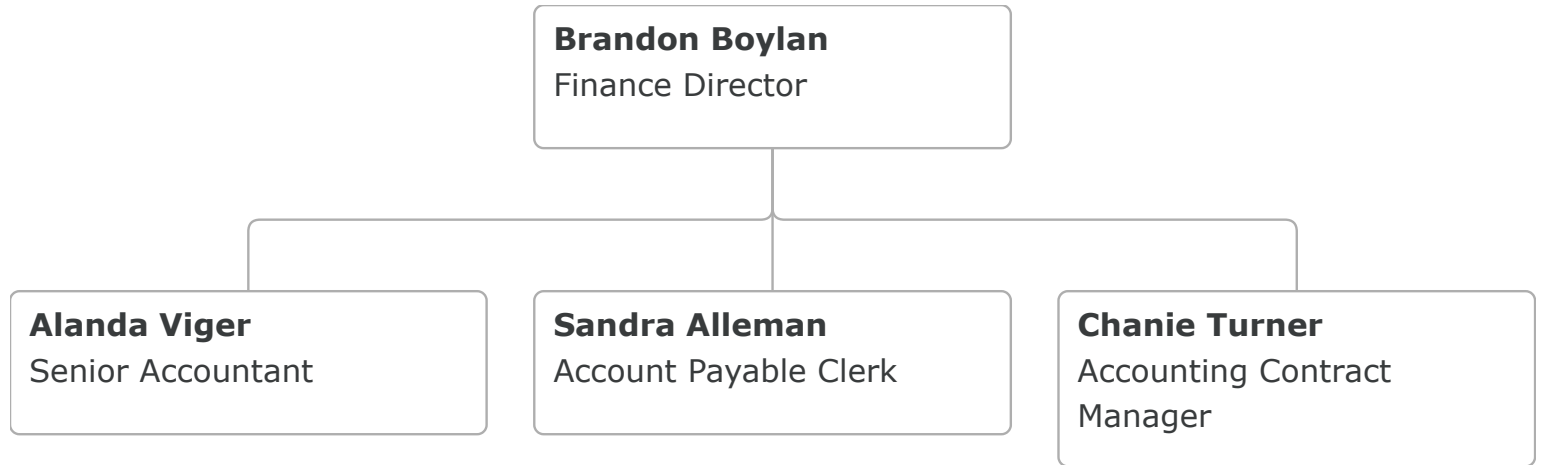 Brandon Boylan
Finance Director
Alanda Viger
Senior Accountant
Sandra Alleman
Account Payable Clerk
Chanie Turner
Accounting Contract
Manager